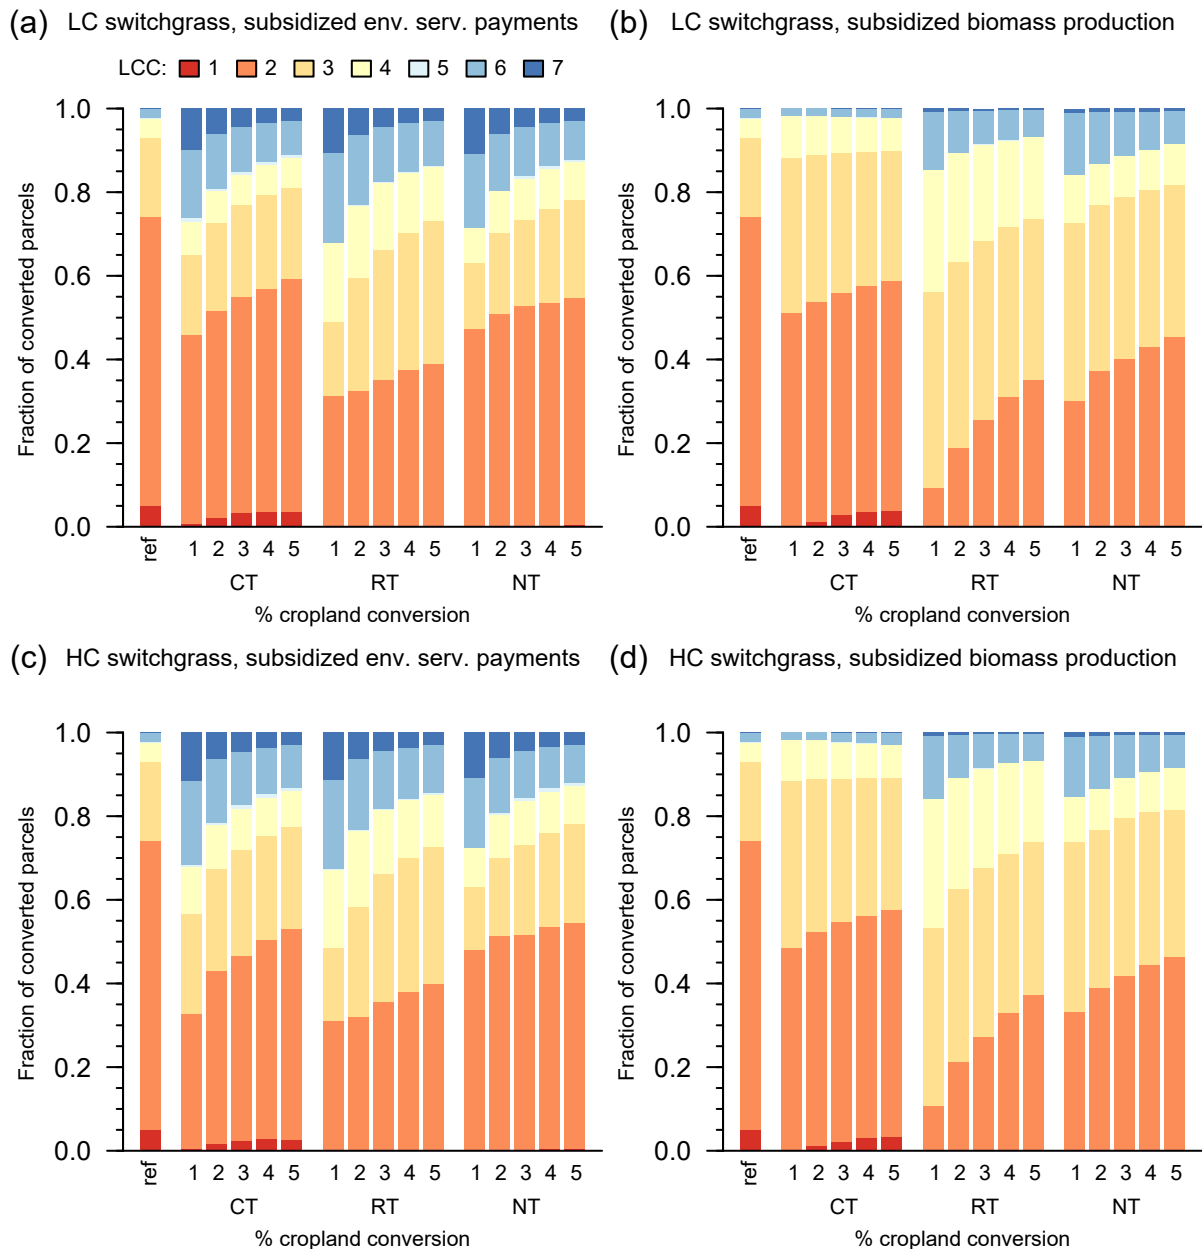 (a) LC switchgrass, subsidized env. serv. payments
LCC: 1 2 3 4 5 6 7
1.0
0.8
0.6
0.4
0.2
0.0
Fraction of converted parcels
ref 1 2 3 4 5 1 2 3 4 5 1 2 3 4 5
CT RT NT
% cropland conversion
(b) LC switchgrass, subsidized biomass production
1.0
0.8
0.6
0.4
0.2
0.0
Fraction of converted parcels
ref 1 2 3 4 5 1 2 3 4 5 1 2 3 4 5
CT RT NT
% cropland conversion
(c) HC switchgrass, subsidized env. serv. payments
1.0
0.8
0.6
0.4
0.2
0.0
Fraction of converted parcels
ref 1 2 3 4 5 1 2 3 4 5 1 2 3 4 5
CT RT NT
% cropland conversion
(d) HC switchgrass, subsidized biomass production
1.0
0.8
0.6
0.4
0.2
0.0
Fraction of converted parcels
ref 1 2 3 4 5 1 2 3 4 5 1 2 3 4 5
CT RT NT
% cropland conversion